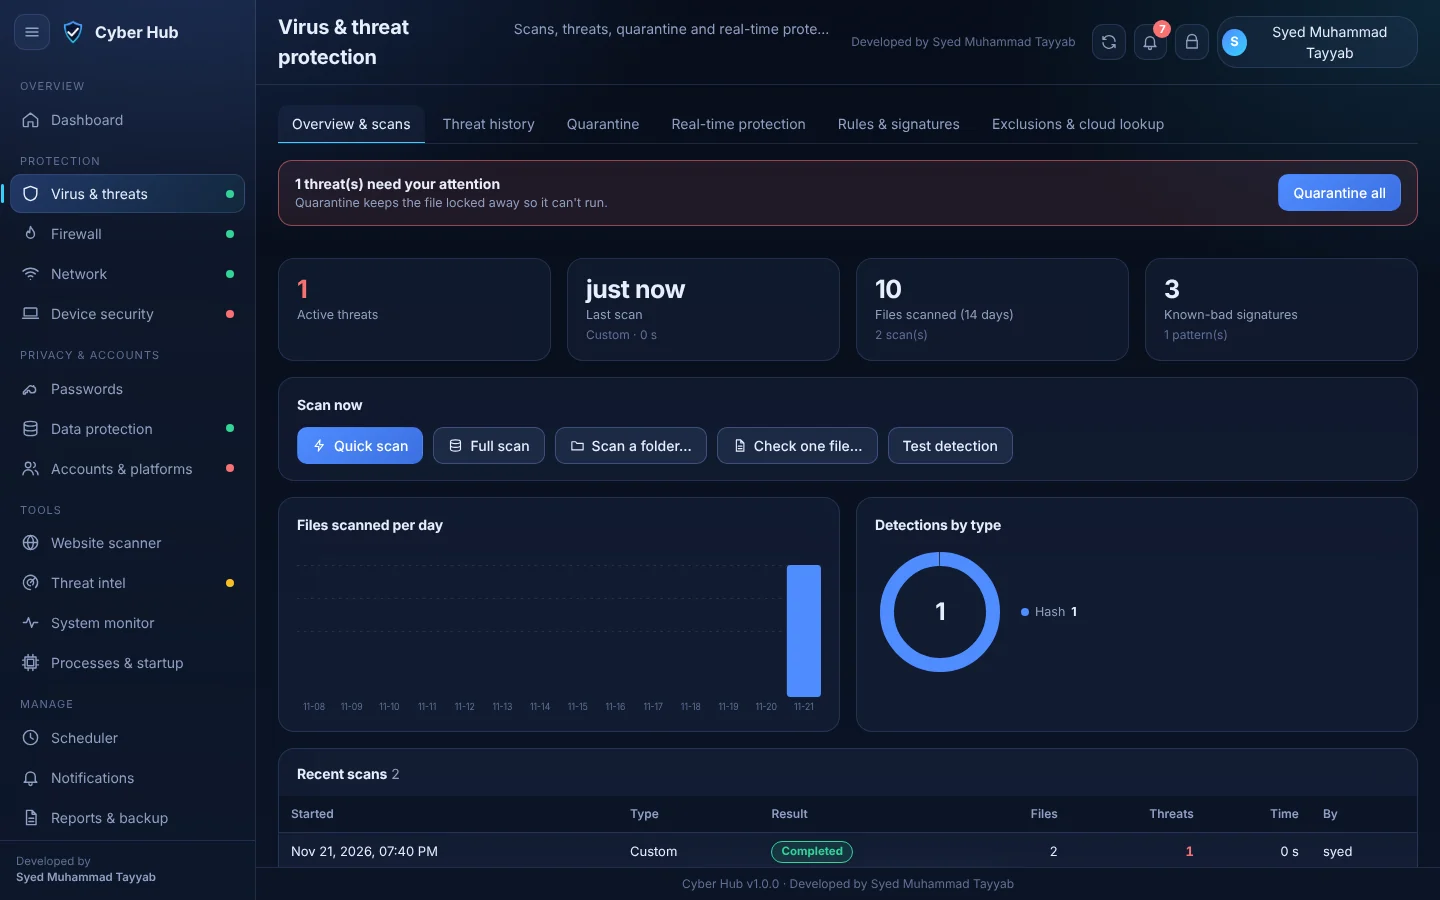 Cyber Hub
OVERVIEW
Dashboard
PROTECTION
Virus & threats
Firewall
Network
Device security
PRIVACY & ACCOUNTS
Passwords
Data protection
Accounts & platforms
TOOLS
Website scanner
Threat intel
System monitor
Processes & startup
MANAGE
Scheduler
Notifications
Reports & backup
Developed by
Syed Muhammad Tayyab
Virus & threat
protection
Scans, threats, quarantine and real-time prote...
Developed by Syed Muhammad Tayyab
7
S
Syed Muhammad
Tayyab
Overview & scans
Threat history
Quarantine
Real-time protection
Rules & signatures
Exclusions & cloud lookup
1 threat(s) need your attention
Quarantine keeps the file locked away so it can't run.
Quarantine all
1
Active threats
just now
Last scan
Custom · 0 s
10
Files scanned (14 days)
2 scan(s)
3
Known-bad signatures
1 pattern(s)
Scan now
Quick scan
Full scan
Scan a folder...
Check one file...
Test detection
Files scanned per day
11-08 11-09 11-10 11-11 11-12 11-13 11-14 11-15 11-16 11-17 11-18 11-19 11-20 11-21
Detections by type
1
Hash 1
Recent scans 2
Started Type Result Files Threats Time By
Nov 21, 2026, 07:40 PM Custom Completed 2 1 0 s syed
Cyber Hub v1.0.0 · Developed by Syed Muhammad Tayyab